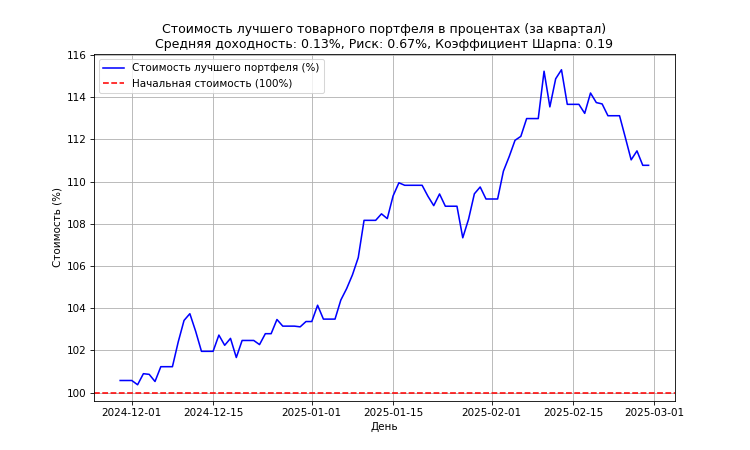 Стоимость лучшего товарного портфеля в процентах (за квартал)
Средняя доходность: 0.13%, Риск: 0.67%, Коэффициент Шарпа: 0.19
Стоимость лучшего портфеля (%)
Начальная стоимость (100%)
Стоимость (%)
116
114
112
110
108
106
104
102
100
2024-12-01
2024-12-15
2025-01-01
2025-01-15
2025-02-01
2025-02-15
2025-03-01
День